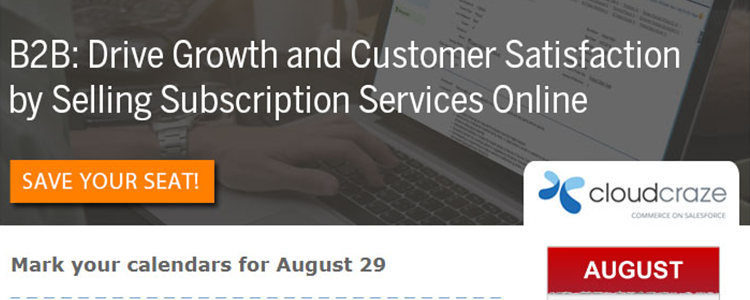 B2B: Drive Growth and Customer Satisfaction
by Selling Subscription Services Online
SAVE YOUR SEAT!
cloudcraze
COMMERCE ON SALESFORCE
Mark your calendars for August 29
AUGUST